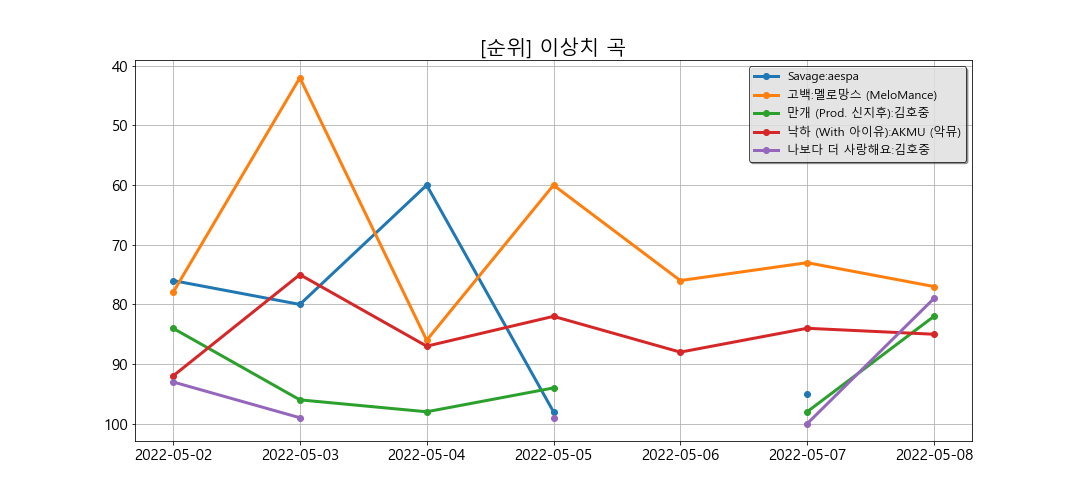 [순위] 이상치 곡
Savage:aespa
고백:멜로망스 (MeloMance)
만개 (Prod. 신지후):김호중
낙하 (With 아이유):AKMU (악뮤)
나보다 더 사랑해요:김호중
40
50
60
70
80
90
100
2022-05-02 2022-05-03 2022-05-04 2022-05-05 2022-05-06 2022-05-07 2022-05-08